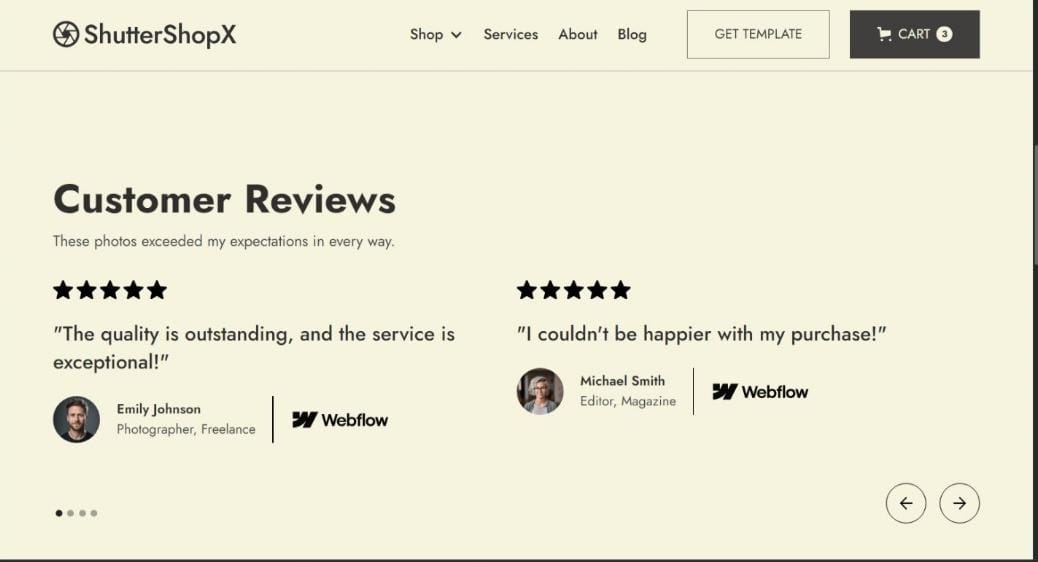 ShutterShopX
Shop
Services
About
Blog
GET TEMPLATE
CART 3
Customer Reviews
These photos exceeded my expectations in every way.
"The quality is outstanding, and the service is
exceptional!"
Emily Johnson
Photographer, Freelance
Webflow
"I couldn't be happier with my purchase!"
Michael Smith
Editor, Magazine
Webflow